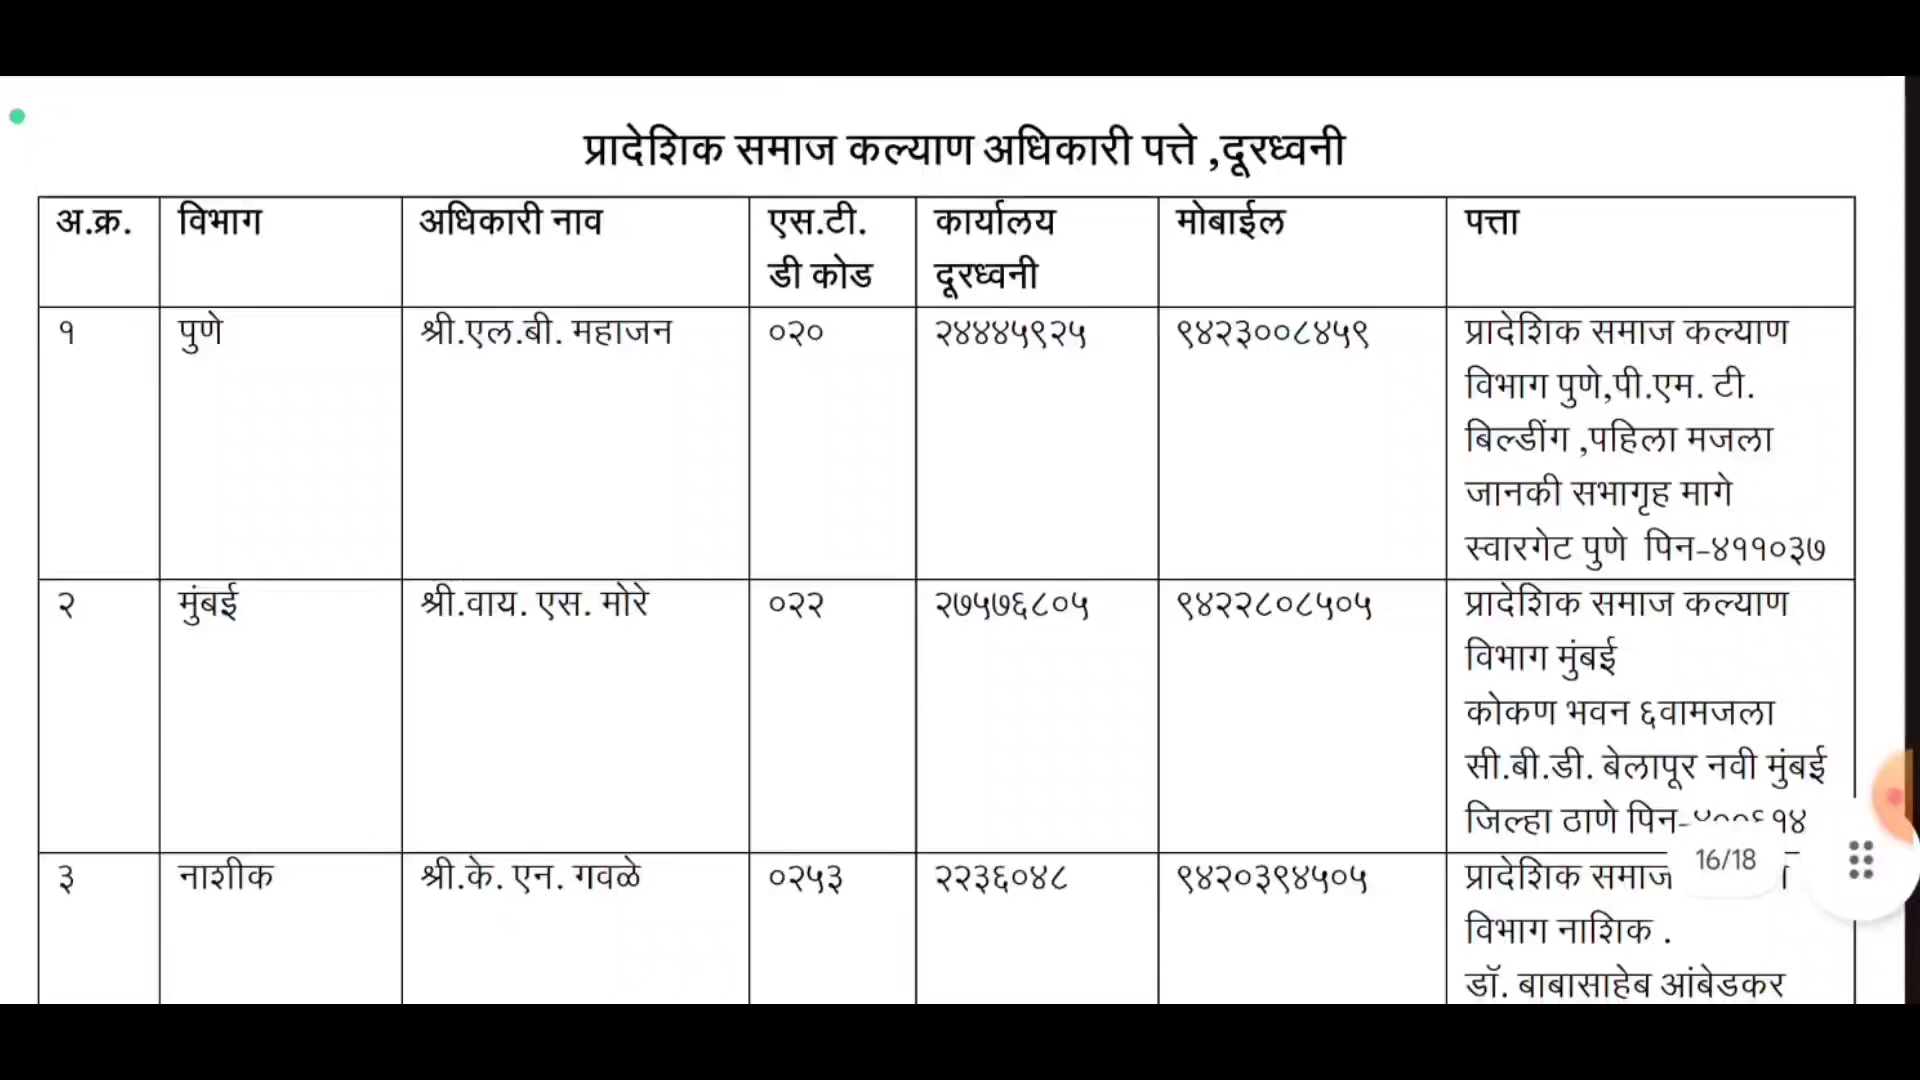 प्रादेशिक समाज कल्याण अधिकारी पत्ते ,दूरध्वनी
अ.क्र. विभाग अधिकारी नाव एस.टी. कार्यालय मोबाईल पत्ता
डी कोड दूरध्वनी
१ पुणे श्री.एल.बी. महाजन ०२० २४४४५९२५ ९४२३००८४५९ प्रादेशिक समाज कल्याण
विभाग पुणे,पी.एम. टी.
बिल्डींग ,पहिला मजला
जानकी सभागृह मागे
स्वारगेट पुणे पिन-४११०३७
२ मुंबई श्री.वाय. एस. मोरे ०२२ २७५७६८०५ ९४२२८०८५०५ प्रादेशिक समाज कल्याण
विभाग मुंबई
कोकण भवन ६वामजला
सी.बी.डी. बेलापूर नवी मुंबई
जिल्हा ठाणे
३ नाशीक श्री.के. एन. गवळे ०२५३ २२३६०४८ ९४२०३९४५०५ प्रादेशिक समाज
16/18
विभाग नाशिक .
डॉ. बाबासाहेब आंबेडकर